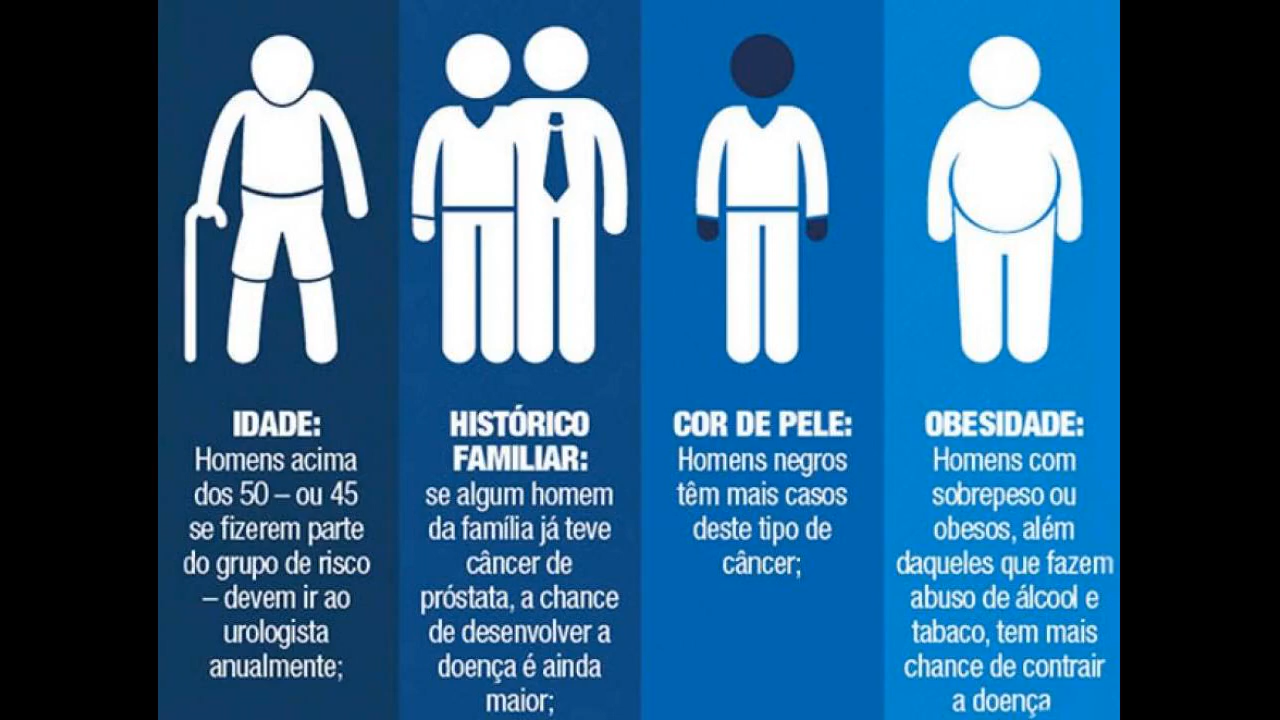 IDADE:
Homens acima
dos 50 – ou 45
se fizerem parte
do grupo de risco
– devem ir ao
urologista
anualmente;
HISTÓRICO
FAMILIAR:
se algum homem
da família já teve
câncer de
próstata, a chance
de desenvolver a
doença é ainda
maior;
COR DE PELE:
Homens negros
têm mais casos
deste tipo de
câncer;
OBESIDADE:
Homens com
sobrepeso ou
obesos, além
daqueles que fazem
abuso de álcool e
tabaco, tem mais
chance de contrair
a doença